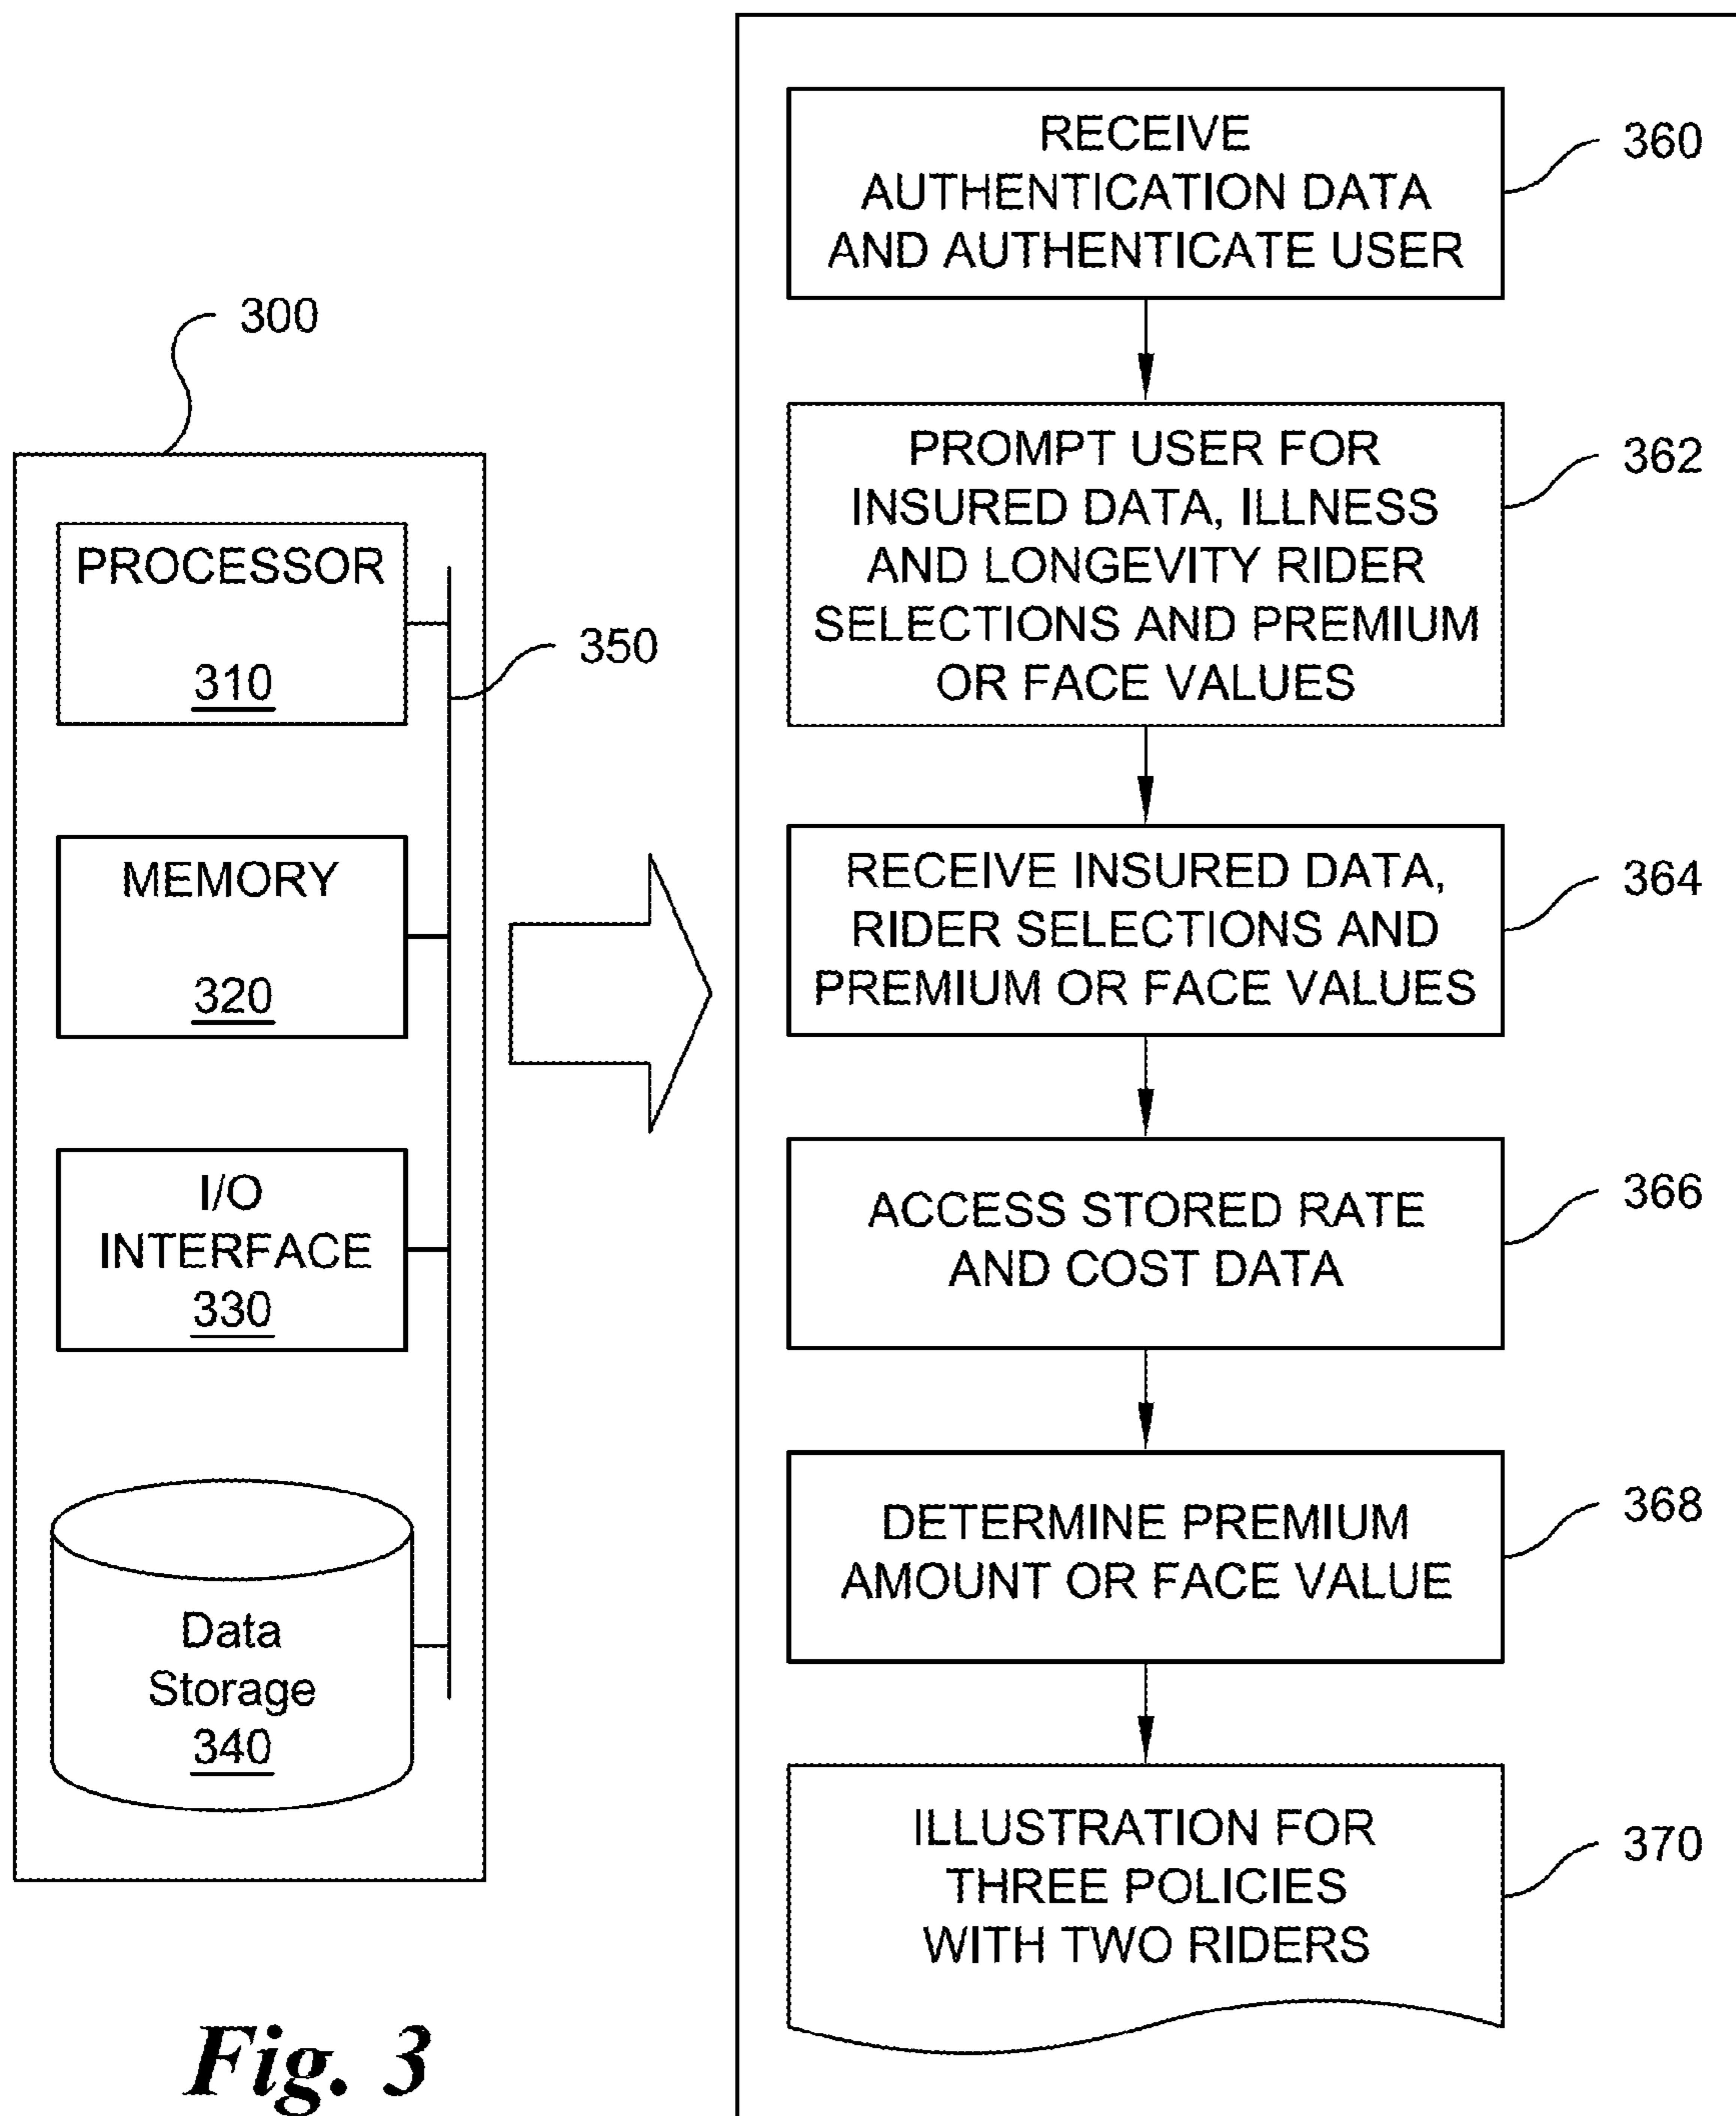 300
PROCESSOR
310
350
MEMORY
320
I/O
INTERFACE
330
Data
Storage
340
RECEIVE
AUTHENTICATION DATA
AND AUTHENTICATE USER
360
PROMPT USER FOR
INSURED DATA, ILLNESS
AND LONGEVITY RIDER
SELECTIONS AND PREMIUM
OR FACE VALUES
362
RECEIVE INSURED DATA,
RIDER SELECTIONS AND
PREMIUM OR FACE VALUES
364
ACCESS STORED RATE
AND COST DATA
366
DETERMINE PREMIUM
AMOUNT OR FACE VALUE
368
ILLUSTRATION FOR
THREE POLICIES
WITH TWO RIDERS
370
Fig. 3